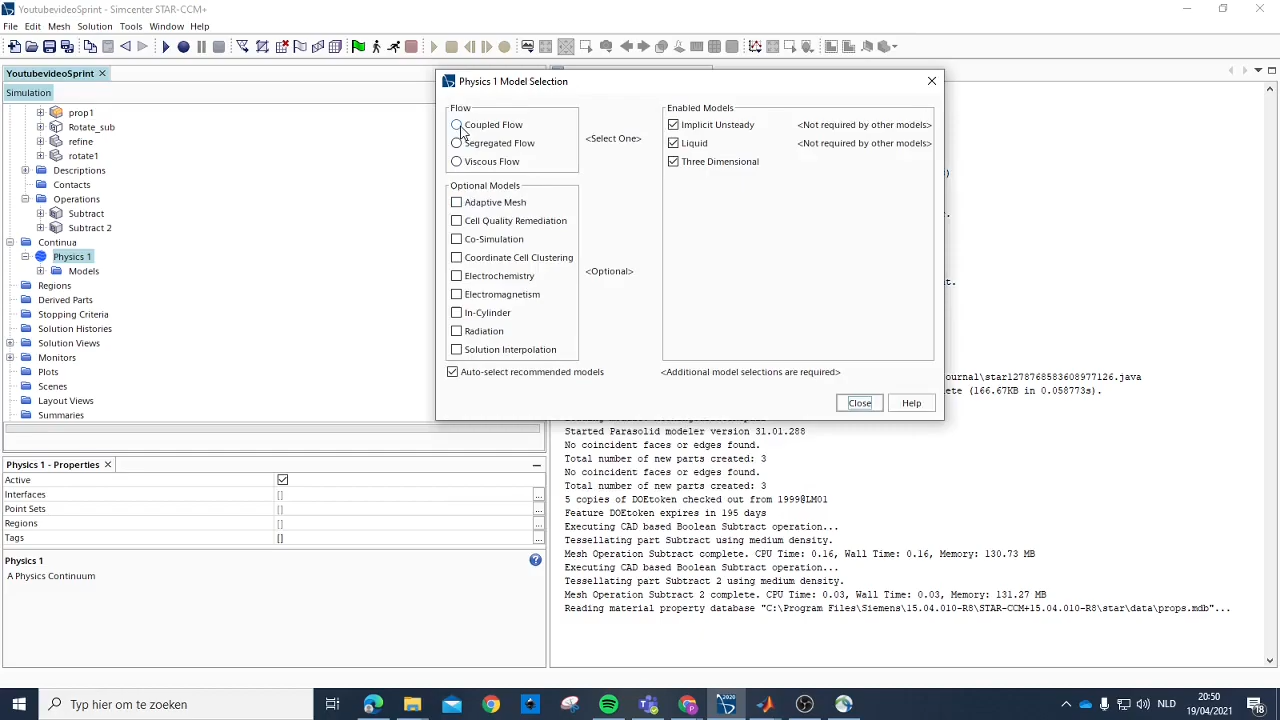 YoutubevideoSprint - Simcenter STAR-CCM+
File Edit Mesh Solution Tools Window Help
YoutubevideoSprint
Simulation
prop1
Rotate_sub
refine
rotate1
Descriptions
Contacts
Operations
Subtract
Subtract 2
Continua
Physics 1
Models
Regions
Derived Parts
Stopping Criteria
Solution Histories
Solution Views
Monitors
Plots
Scenes
Layout Views
Summaries
Physics 1 - Properties
Active
Interfaces []
Point Sets []
Regions []
Tags []
Physics 1
A Physics Continuum
Physics 1 Model Selection
Flow
Coupled Flow
Segregated Flow
Viscous Flow
<Select One>
Optional Models
Adaptive Mesh
Cell Quality Remediation
Co-Simulation
Coordinate Cell Clustering
Electrochemistry
Electromagnetism
In-Cylinder
Radiation
Solution Interpolation
<Optional>
Auto-select recommended models
Enabled Models
Implicit Unsteady <Not required by other models>
Liquid <Not required by other models>
Three Dimensional
<Additional model selections are required>
Close Help
ournal\star1278768583608977126.java
ete (166.67KB in 0.058773s).
Started Parasolid modeler version 31.01.288
No coincident faces or edges found.
Total number of new parts created: 3
No coincident faces or edges found.
Total number of new parts created: 3
5 copies of DOEtoken checked out from 1999@LM01
Feature DOEtoken expires in 195 days
Executing CAD based Boolean Subtract operation...
Tessellating part Subtract using medium density.
Mesh Operation Subtract complete. CPU Time: 0.16, Wall Time: 0.16, Memory: 130.73 MB
Executing CAD based Boolean Subtract operation...
Tessellating part Subtract 2 using medium density.
Mesh Operation Subtract 2 complete. CPU Time: 0.03, Wall Time: 0.03, Memory: 131.27 MB
Reading material property database "C:\Program Files\Siemens\15.04.010-R8\STAR-CCM+15.04.010-R8\star\data\props.mdb"...
Typ hier om te zoeken
NLD
20:50
19/04/2021
18